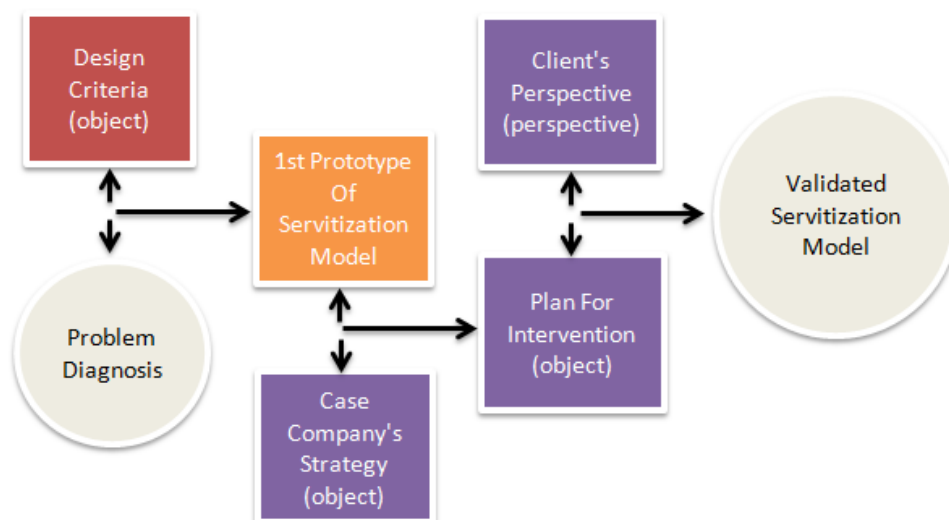 Design
Criteria
(object)
Problem
Diagnosis
1st Prototype
Of
Servitization
Model
Case
Company's
Strategy
(object)
Client's
Perspective
(perspective)
Plan For
Intervention
(object)
Validated
Servitization
Model